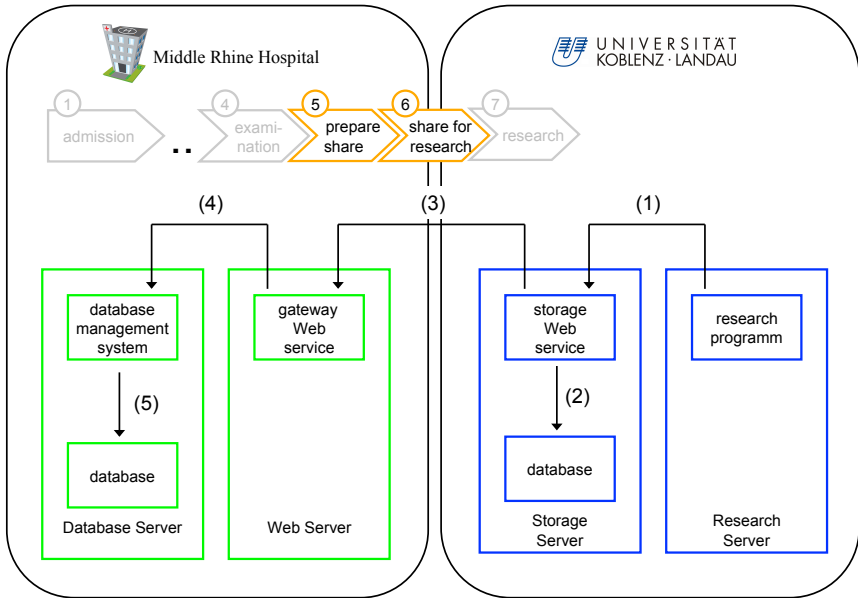 Middle Rhine Hospital
UNIVERSITÄT
KOBLENZ · LANDAU
1
admission
..
4
exami-
nation
5
prepare
share
6
share for
research
7
research
(4)
(3)
(1)
database
management
system
gateway
Web
service
storage
Web
service
research
programm
(5)
(2)
database
database
Database Server
Web Server
Storage
Server
Research
Server